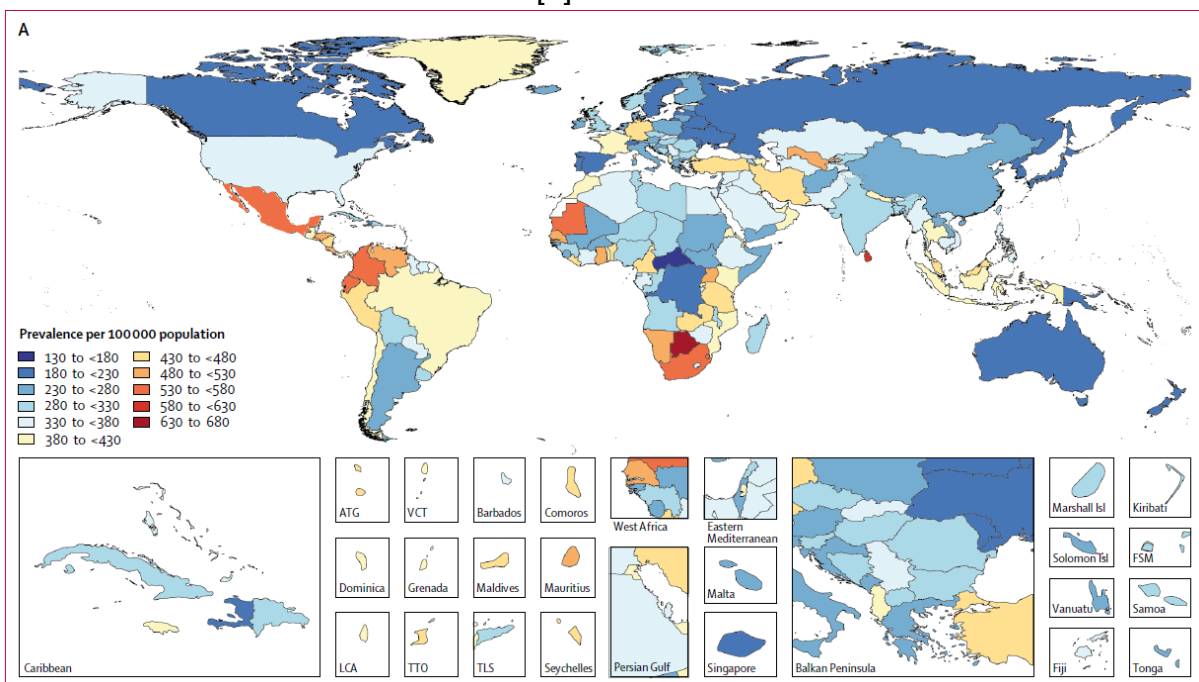 A
Prevalence per 100 000 population
130 to <180
180 to <230
230 to <280
280 to <330
330 to <380
380 to <430
430 to <480
480 to <530
530 to <580
580 to <630
630 to 680
Caribbean
ATG
VCT
Barbados
Comoros
Dominica
Grenada
Maldives
Mauritius
LCA
TTO
TLS
Seychelles
West Africa
Eastern
Mediterranean
Persian Gulf
Malta
Singapore
Balkan Peninsula
Marshall Isl
Kiribati
Solomon Isl
FSM
Vanuatu
Samoa
Fiji
Tonga